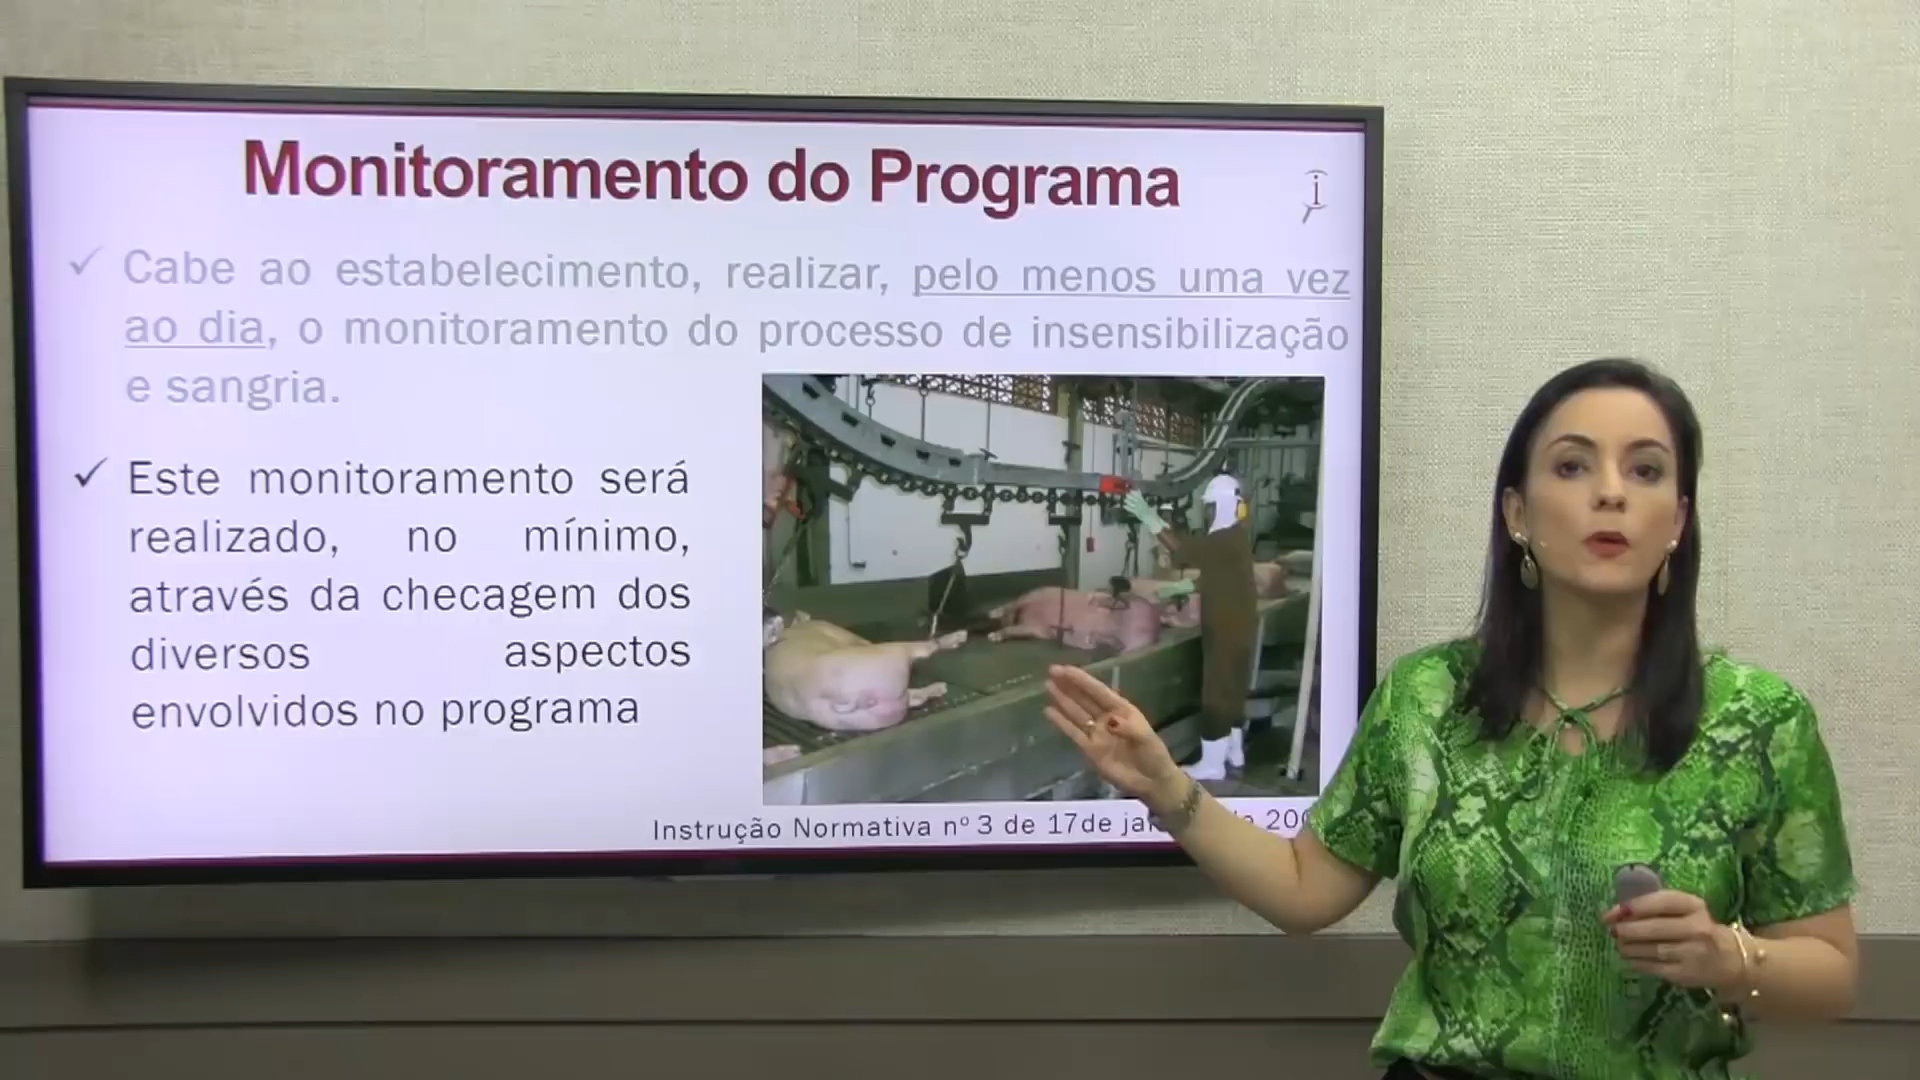 Monitoramento do Programa
✓ Cabe ao estabelecimento, realizar, pelo menos uma vez
ao dia, o monitoramento do processo de insensibilização
e sangria.
✓ Este monitoramento será
realizado, no mínimo,
através da checagem dos
diversos aspectos
envolvidos no programa
Instrução Normativa nº 3 de 17de